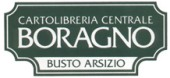 CARTOLIBRERIA CENTRALE
BORAGNO
BUSTO ARSIZIO